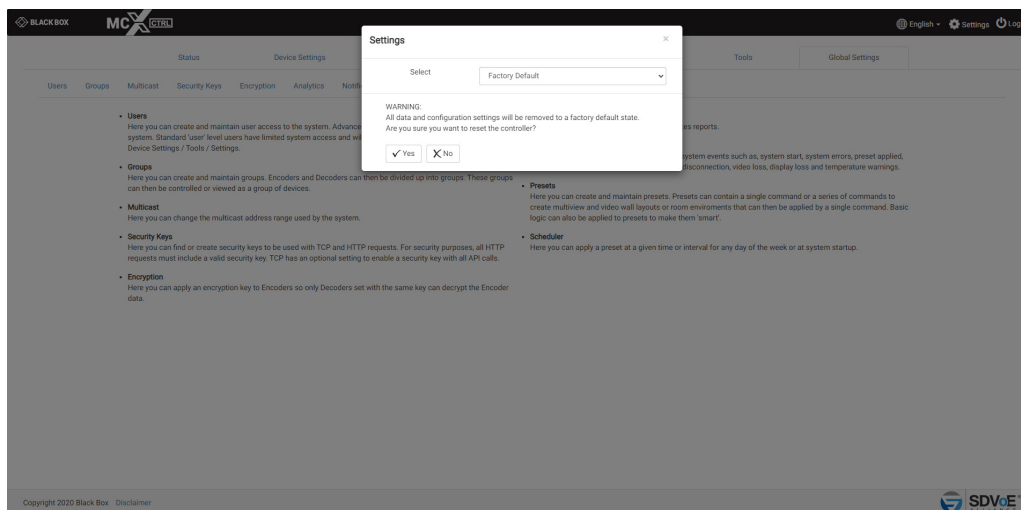 BLACK BOX
MCX CTRL
English
Settings
Log
Settings
×
Select
Factory Default
WARNING:
All data and configuration settings will be removed to a factory default state.
Are you sure you want to reset the controller?
Yes
No
Status
Device Settings
Tools
Global Settings
Users
Groups
Multicast
Security Keys
Encryption
Analytics
Notifi
• Users
Here you can create and maintain user access to the system. Advance
system. Standard 'user' level users have limited system access and wil
Device Settings / Tools / Settings.
• Groups
Here you can create and maintain groups. Encoders and Decoders can then be divided up into groups. These groups
can then be controlled or viewed as a group of devices.
• Multicast
Here you can change the multicast address range used by the system.
• Security Keys
Here you can find or create security keys to be used with TCP and HTTP requests. For security purposes, all HTTP
requests must include a valid security key. TCP has an optional setting to enable a security key with all API calls.
• Encryption
Here you can apply an encryption key to Encoders so only Decoders set with the same key can decrypt the Encoder
data.
es reports.
ystem events such as, system start, system errors, preset applied,
disconnection, video loss, display loss and temperature warnings.
• Presets
Here you can create and maintain presets. Presets can contain a single command or a series of commands to
create multiview and video wall layouts or room enviroments that can then be applied by a single command. Basic
logic can also be applied to presets to make them 'smart'.
• Scheduler
Here you can apply a preset at a given time or interval for any day of the week or at system startup.
Copyright 2020 Black Box Disclaimer
SDVoE